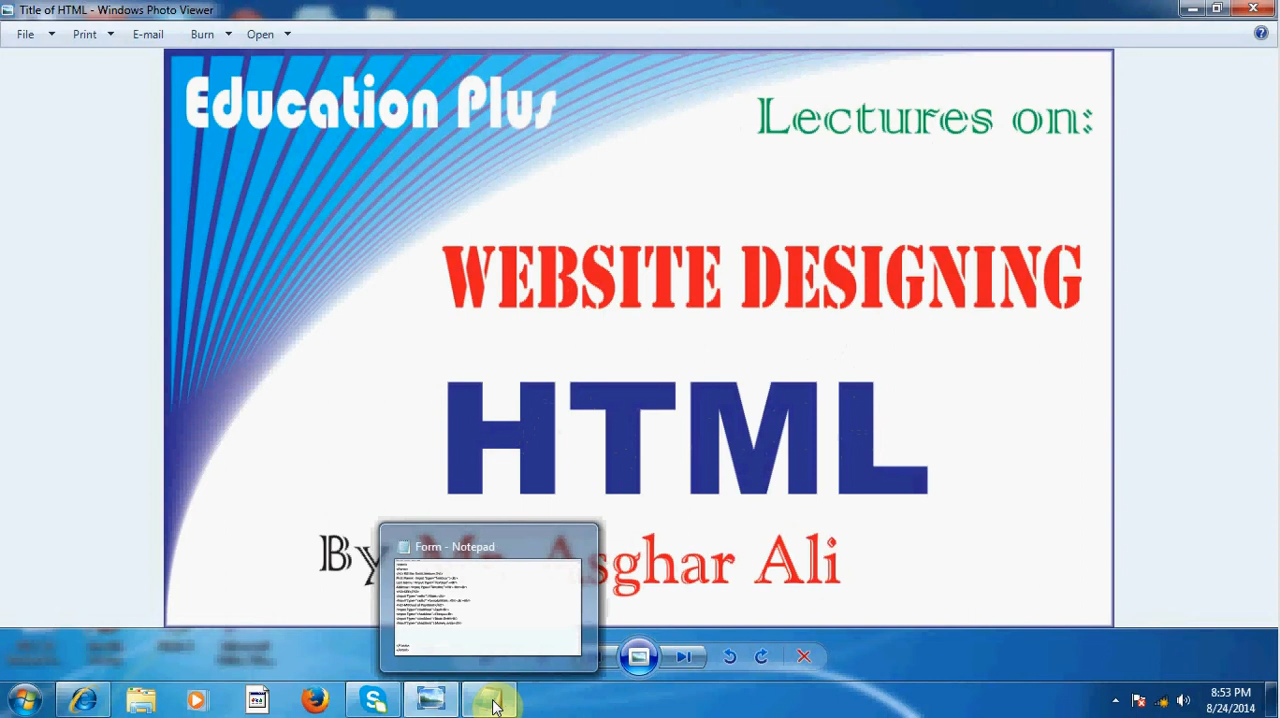 Title of HTML - Windows Photo Viewer
File Print E-mail Burn Open
Education Plus
Lectures on:
WEBSITE DESIGNING
HTML
By
Asghar Ali
Form - Notepad
8:53 PM
8/24/2014